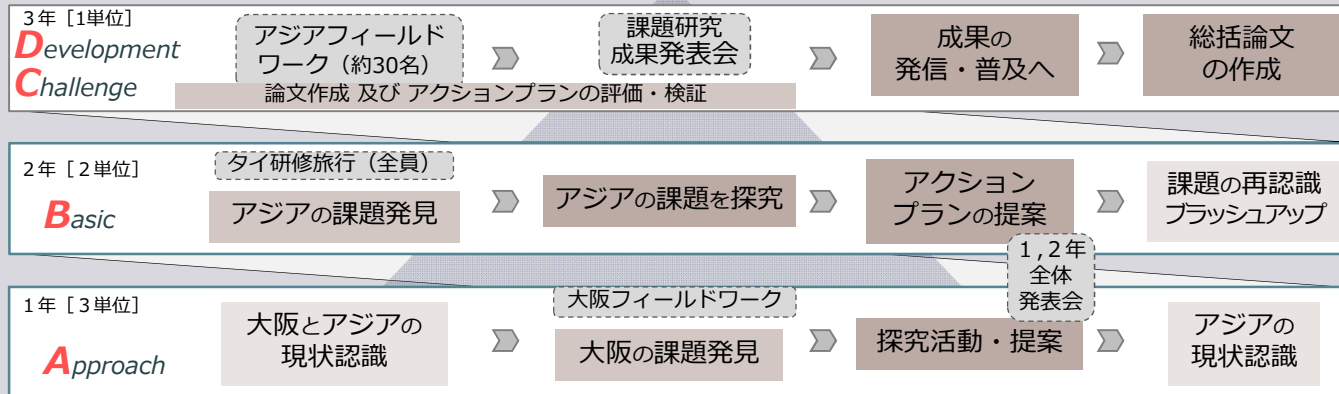 3年［1単位］
Development
Challenge
アジアフィールド
ワーク（約30名）
課題研究
成果発表会
成果の
発信・普及へ
総括論文
の作成
論文作成 及び アクションプランの評価・検証
2年［2単位］
Basic
タイ研修旅行（全員）
アジアの課題発見
アジアの課題を探究
アクション
プランの提案
課題の再認識
ブラッシュアップ
1,2年
全体
発表会
1年［3単位］
Approach
大阪とアジアの
現状認識
大阪フィールドワーク
大阪の課題発見
探究活動・提案
アジアの
現状認識